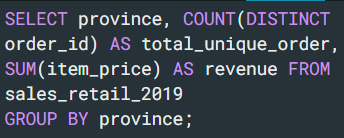 SELECT province, COUNT(DISTINCT
order_id) AS total_unique_order,
SUM(item_price) AS revenue FROM
sales_retail_2019
GROUP BY province;